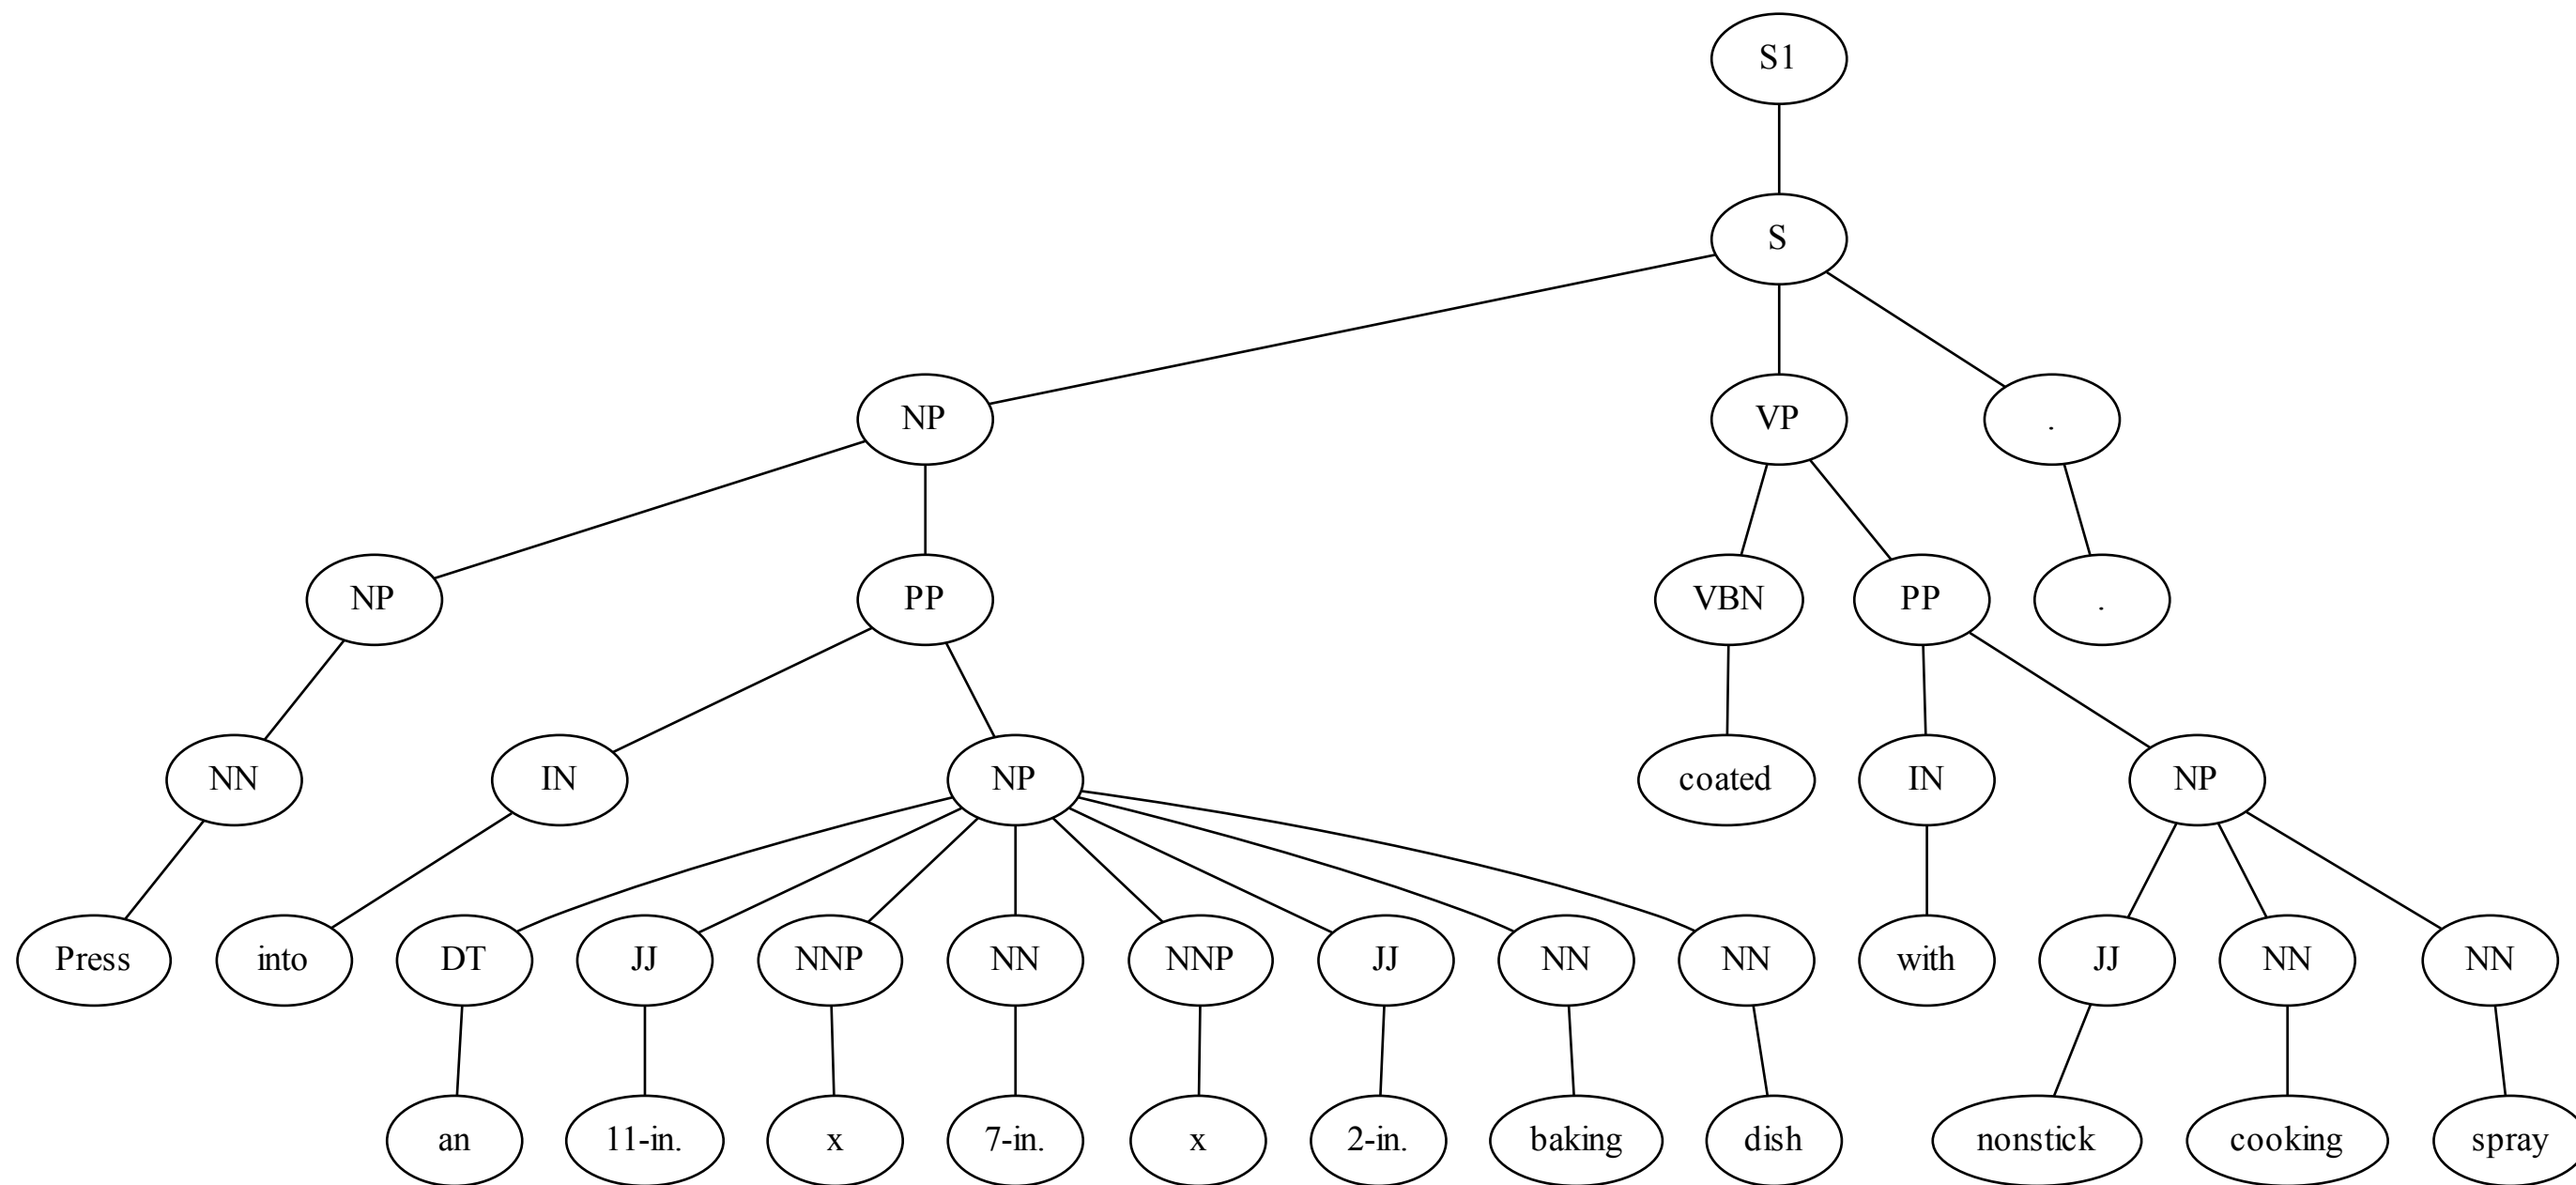 S1
S
NP VP .
NP PP VBN PP .
NN IN NP coated IN NP
Press into DT JJ NNP NN NNP JJ NN NN with JJ NN NN
an 11-in. x 7-in. x 2-in. baking dish nonstick cooking spray